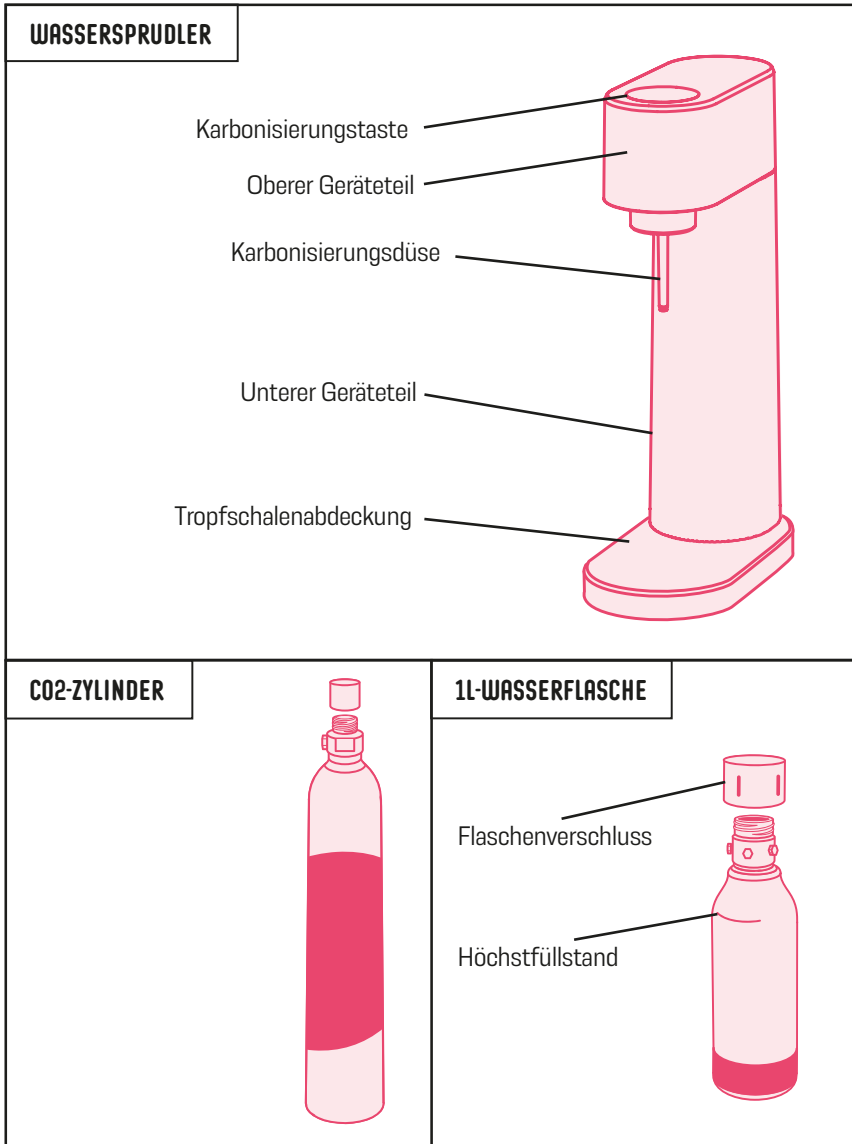 WASSERSPRUDLER
Karbonisierungstaste
Oberer Geräteteil
Karbonisierungsdüse
Unterer Geräteteil
Tropfschalenabdeckung
CO2-ZYLINDER
1L-WASSERFLASCHE
Flaschenverschluss
Höchstfüllstand